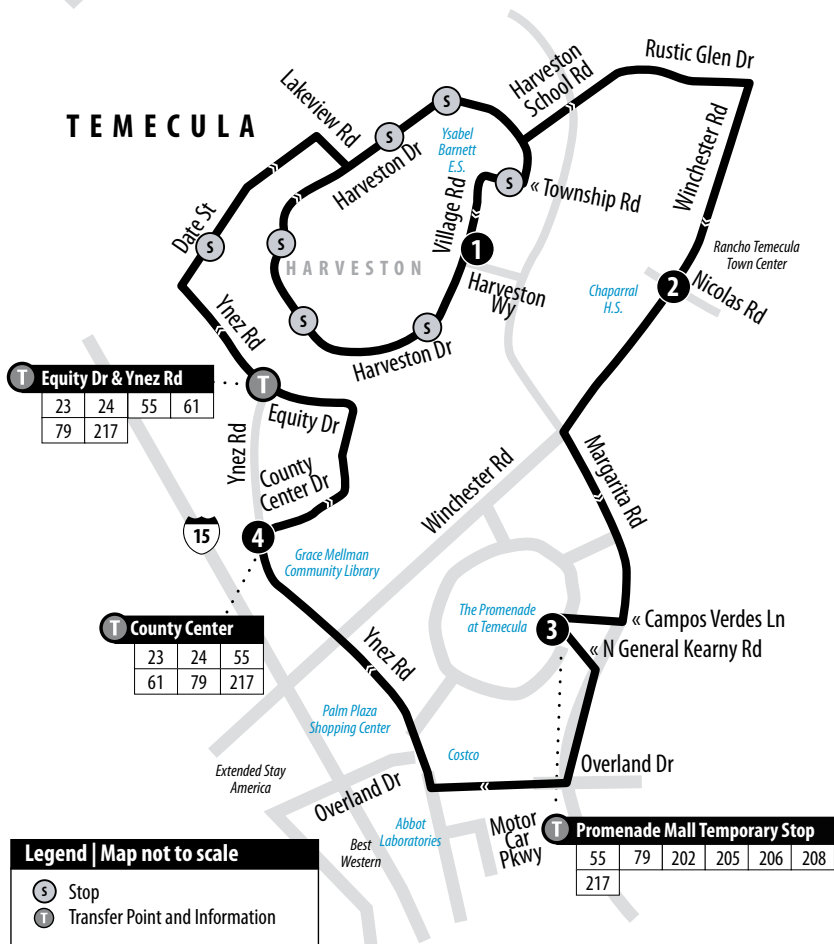 Rustic Glen Dr
Harveston
School Rd
Lakeview Rd
TEMECULA
S
S
Ysabel
Barnett
E.S.
Winchester Rd
Harveston Dr
S
« Township Rd
Village Rd
Date St
S
S
HARVESTON
1
Rancho Temecula
Town Center
Harveston
Wy
Chaparral
H.S.
2
Nicolas Rd
Ynez Rd
S
S
Harveston Dr
T Equity Dr & Ynez Rd
23 24 55 61
79 217
T
Equity Dr
Ynez Rd
County
Center Dr
Winchester Rd
Margarita Rd
15
4
Grace Mellman
Community Library
The Promenade
at Temecula
3
« Campos Verdes Ln
« N General Kearny Rd
T County Center
23 24 55
61 79 217
Ynez Rd
Palm Plaza
Shopping Center
Costco
Overland Dr
Extended Stay
America
Overland Dr
Abbot
Laboratories
Best
Western
Motor
Car
Pkwy
T Promenade Mall Temporary Stop
55 79 202 205 206 208
217
Legend | Map not to scale
S Stop
T Transfer Point and Information